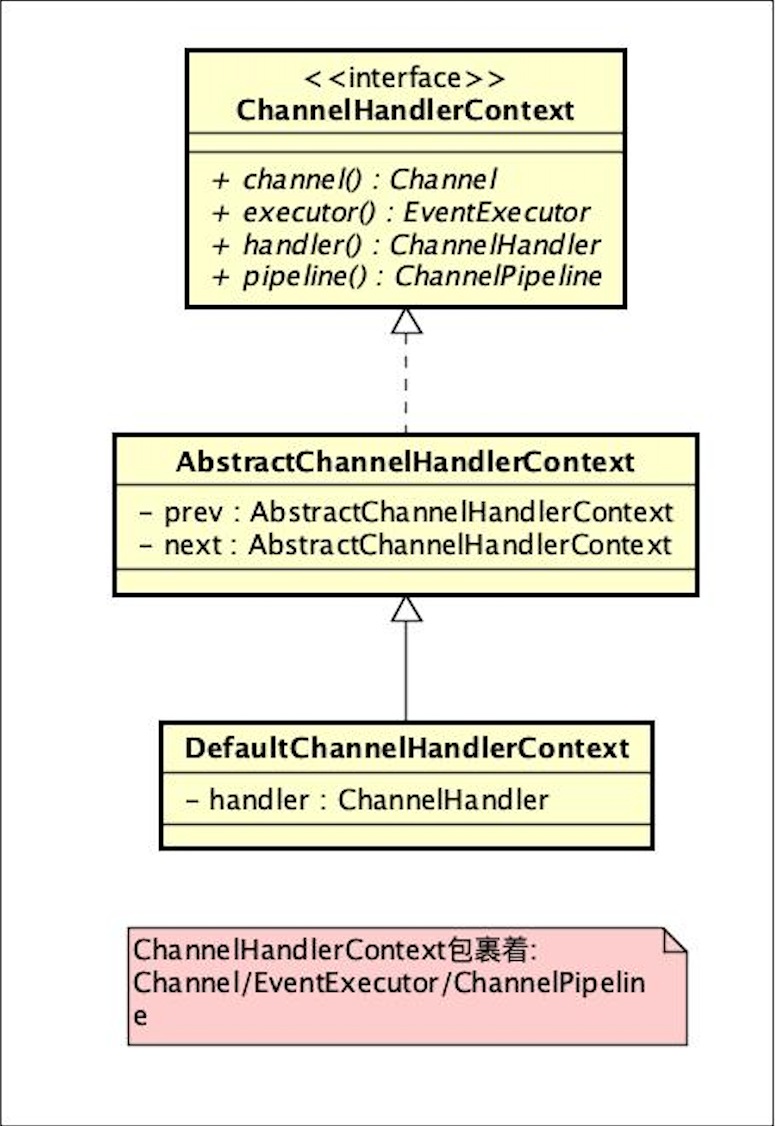 <<interface>>
ChannelHandlerContext
+ channel() : Channel
+ executor() : EventExecutor
+ handler() : ChannelHandler
+ pipeline() : ChannelPipeline
AbstractChannelHandlerContext
- prev : AbstractChannelHandlerContext
- next : AbstractChannelHandlerContext
DefaultChannelHandlerContext
- handler : ChannelHandler
ChannelHandlerContext包裹着:
Channel/EventExecutor/ChannelPipelin
e